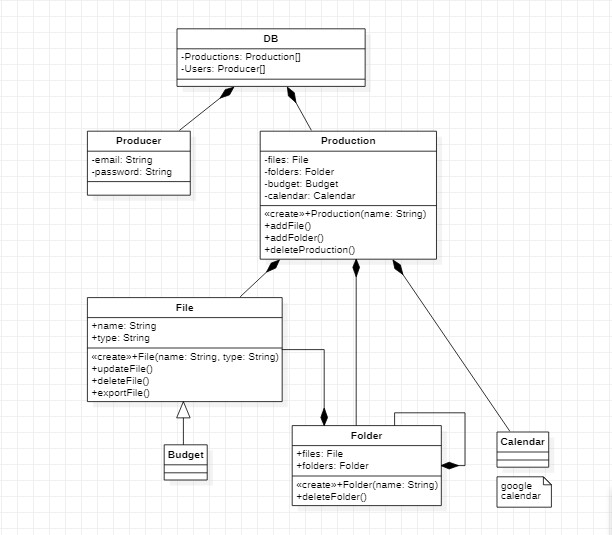 DB
-Productions: Production[]
-Users: Producer[]
Producer
-email: String
-password: String
Production
-files: File
-folders: Folder
-budget: Budget
-calendar: Calendar
«create»+Production(name: String)
+addFile()
+addFolder()
+deleteProduction()
File
+name: String
+type: String
«create»+File(name: String, type: String)
+updateFile()
+deleteFile()
+exportFile()
Budget
Folder
+files: File
+folders: Folder
«create»+Folder(name: String)
+deleteFolder()
Calendar
google
calendar